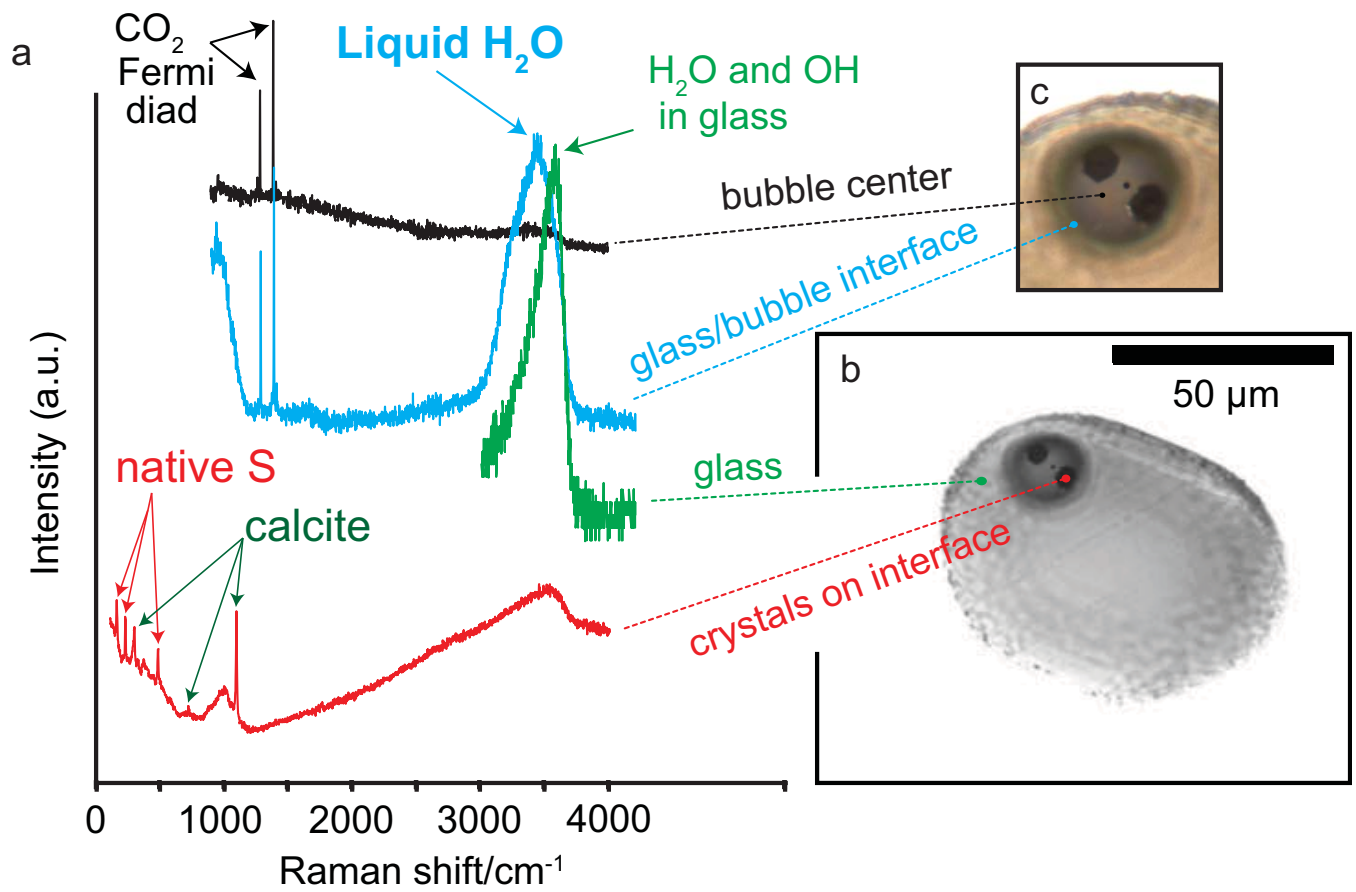 a
CO2
Fermi
diad
Liquid H2O
H2O and OH
in glass
c
bubble center
glass/bubble interface
b
50 μm
glass
native S
calcite
crystals on interface
Intensity (a.u.)
0 1000 2000 3000 4000
Raman shift/cm-1